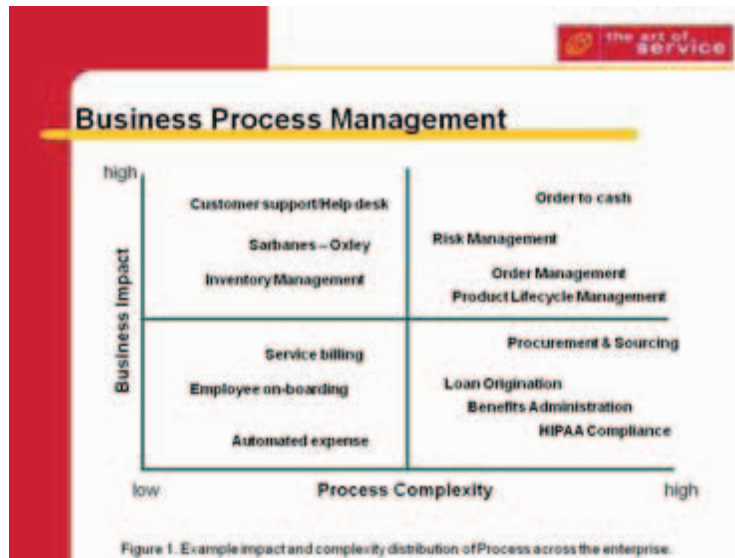 the art of
service
Business Process Management
high
Customer support/Help desk
Order to cash
Sarbanes – Oxley
Risk Management
Inventory Management
Order Management
Product Lifecycle Management
Business Impact
Service billing
Procurement & Sourcing
Employee on-boarding
Loan Origination
Benefits Administration
Automated expense
HIPAA Compliance
low
Process Complexity
high
Figure 1. Example impact and complexity distribution of Process across the enterprise.